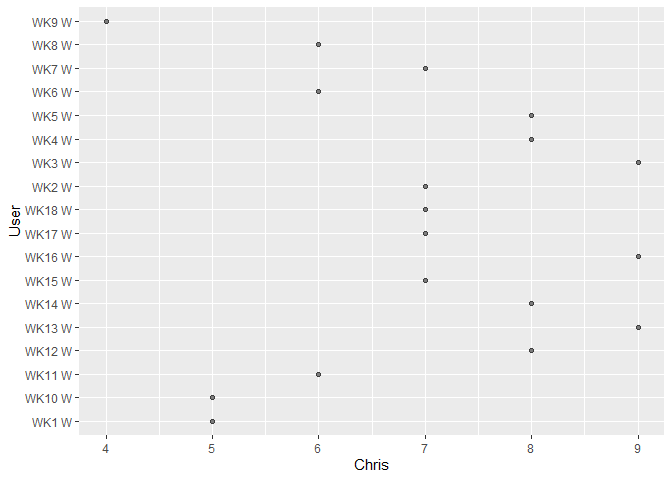 WK9 W
WK8 W
WK7 W
WK6 W
WK5 W
WK4 W
WK3 W
WK2 W
WK18 W
WK17 W
WK16 W
WK15 W
WK14 W
WK13 W
WK12 W
WK11 W
WK10 W
WK1 W
User
4 5 6 7 8 9
Chris